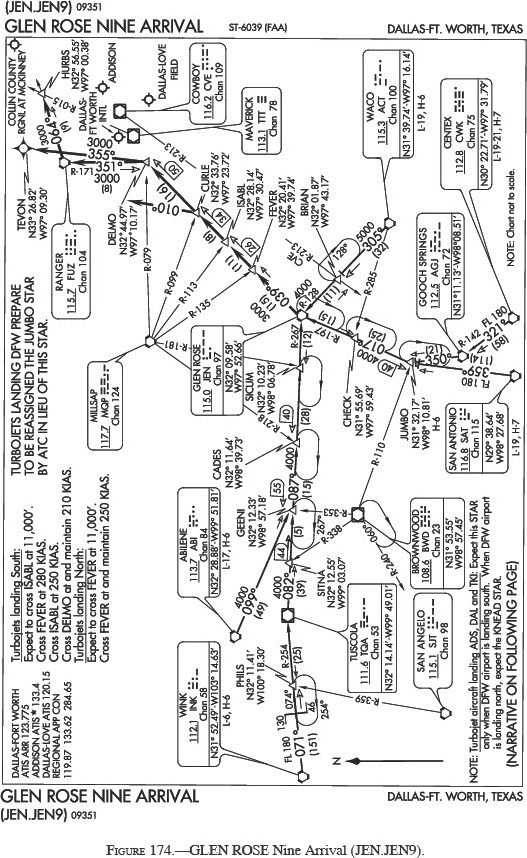 (JEN.JEN9) 09351
GLEN ROSE NINE ARRIVAL
ST-6039 (FAA)
DALLAS-FT. WORTH, TEXAS
COLLIN COUNTY
RGNL AT MCKINNEY
HURBS
N32° 56.55'
W97° 00.38'
ADDISON
DALLAS-
FT WORTH
INTL
DALLAS-LOVE
FIELD
COWBOY
116.2 CVE
Chan 109
MAVERICK
113.1 TTT
Chan 78
WACO
115.3 ACT
Chan 100
N31° 39.74'-W97° 16.14'
L-19, H-6
CENTEX
112.8 CWK
Chan 75
N30° 22.71'-W97° 31.79'
L-19-21, H-7
NOTE: Chart not to scale.
TEVON
N33° 26.82'
W97° 09.30'
R-015
3000
(9)
064°
3000
355°
351°
3000
(8)
R-171
R-213
50
(16)
010°
DELMO
N32° 44.97'
W97° 10.17'
CURLE
N32° 33.76'
W97° 23.72'
34
(8)
ISABL
N32° 28.14'
W97° 30.47'
26
(11)
FEVER
N32° 20.41'
W97° 39.74'
BRIAN
N32° 01.87'
W97° 43.17'
R-213
CVE
128°
5000
305°
(32)
RANGER
115.7 FUZ
Chan 104
R-079
R-099
R-113
R-135
R-181
039°
(15)
3000
4000
R-128
(11)
R-285
GOOCH SPRINGS
112.5 AGJ
Chan 72
N31°11.13'-W98°08.51'
R-142
FL 180
321°
(58)
GLEN ROSE
115.0 JEN
Chan 97
N32° 09.58'
W97° 52.66'
R-267
(12)
R-197
(15)
017°
(25)
4000
40
(21)
350°
(114)
359°
FL 180
MILLSAP
117.7 MQP
Chan 124
SICUM
N32° 10.23'
W98° 06.78'
R-218
40
(28)
CHECK
N31° 55.69'
W97° 59.43'
JUMBO
N31° 32.17'
W98° 10.81'
H-6
SAN ANTONIO
116.8 SAT
Chan 115
N29° 38.64'
W98° 27.68'
L-19, H-7
TURBOJETS LANDING DFW PREPARE
TO BE REASSIGNED THE JUMBO STAR
BY ATC IN LIEU OF THIS STAR.
CADES
N32° 11.64'
W98° 39.73'
4000
(15)
R-110
ABILENE
113.7 ABI
Chan 84
N32° 28.88'-W99° 51.81'
L-17, H-6
GEENI
N32° 12.33'
W98° 57.18'
55
087°
(5)
267°
R-353
R-338
060°
R-240
BROWNWOOD
108.6 BWD
Chan 23
N31° 53.55'
W98° 57.45'
4000
099°
(49)
44
4000
082°
(39)
SITNA
N32° 12.55'
W99° 03.07'
Turbojets landing South:
Expect to cross ISABL at 11,000'.
Cross FEVER at 280 KIAS.
Cross ISABL at 250 KIAS.
Cross DELMO at and maintain 210 KIAS.
Turbojets landing North:
Expect to cross FEVER at 11,000'.
Cross FEVER at and maintain 250 KIAS.
TUSCOLA
111.6 TQA
Chan 53
N32° 14.14'-W99° 49.01'
SAN ANGELO
115.1 SJT
Chan 98
PHILS
N32° 11.41'
W100° 18.30'
R-254
(25)
074°
130
46
254°
R-359
WINK
112.1 INK
Chan 58
N31° 52.49'-W103° 14.63'
L-6, H-6
FL 180
071°
(151)
N
DALLAS-FORT WORTH
ATIS ARR 123.775
ADDISON ATIS ★ 133.4
DALLAS-LOVE ATIS 120.15
REGIONAL APP CON
119.87 133.62 284.65
NOTE: Turbojet aircraft landing ADS, DAL and TKI: Expect this STAR
only when DFW airport is landing south. When DFW airport
is landing north, expect the KNEAD STAR.
(NARRATIVE ON FOLLOWING PAGE)
GLEN ROSE NINE ARRIVAL
(JEN.JEN9) 09351
DALLAS-FT. WORTH, TEXAS
FIGURE 174.—GLEN ROSE Nine Arrival (JEN.JEN9).